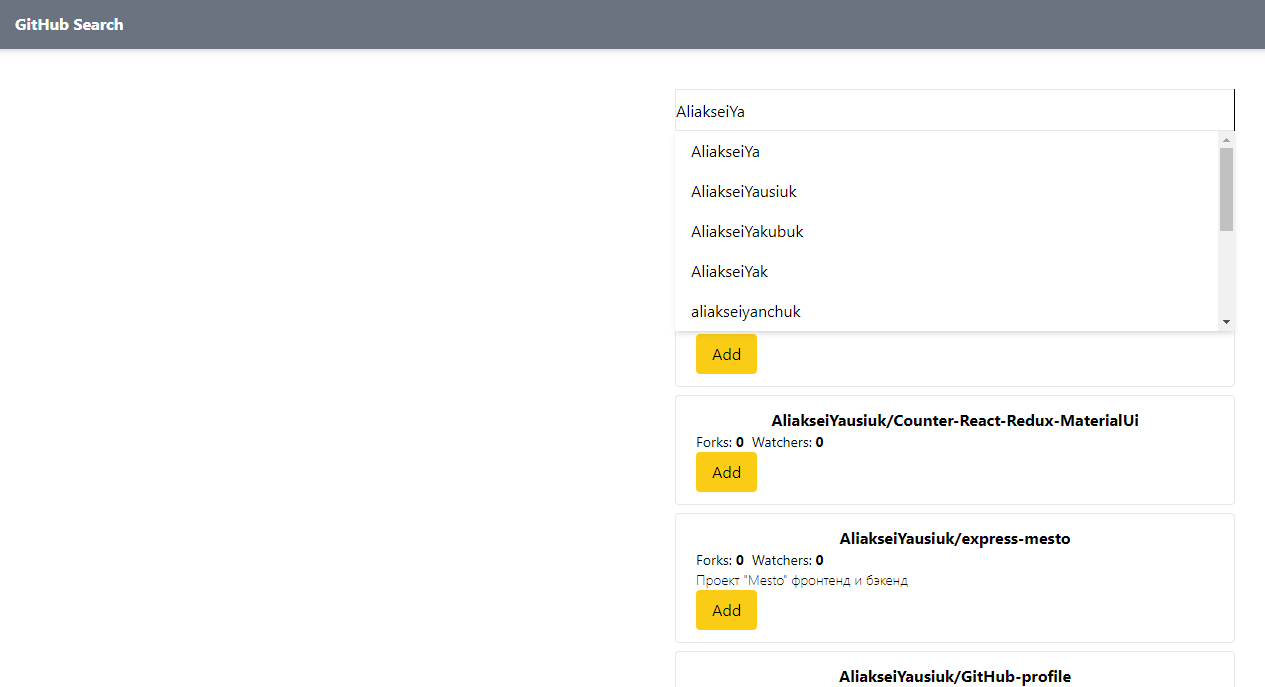 GitHub Search
AliakseiYa
AliakseiYa
AliakseiYausiuk
AliakseiYakubuk
AliakseiYak
aliakseiyanchuk
Add
AliakseiYausiuk/Counter-React-Redux-MaterialUi
Forks: 0 Watchers: 0
Add
AliakseiYausiuk/express-mesto
Forks: 0 Watchers: 0
Проект "Mesto" фронтенд и бэкенд
Add
AliakseiYausiuk/GitHub-profile